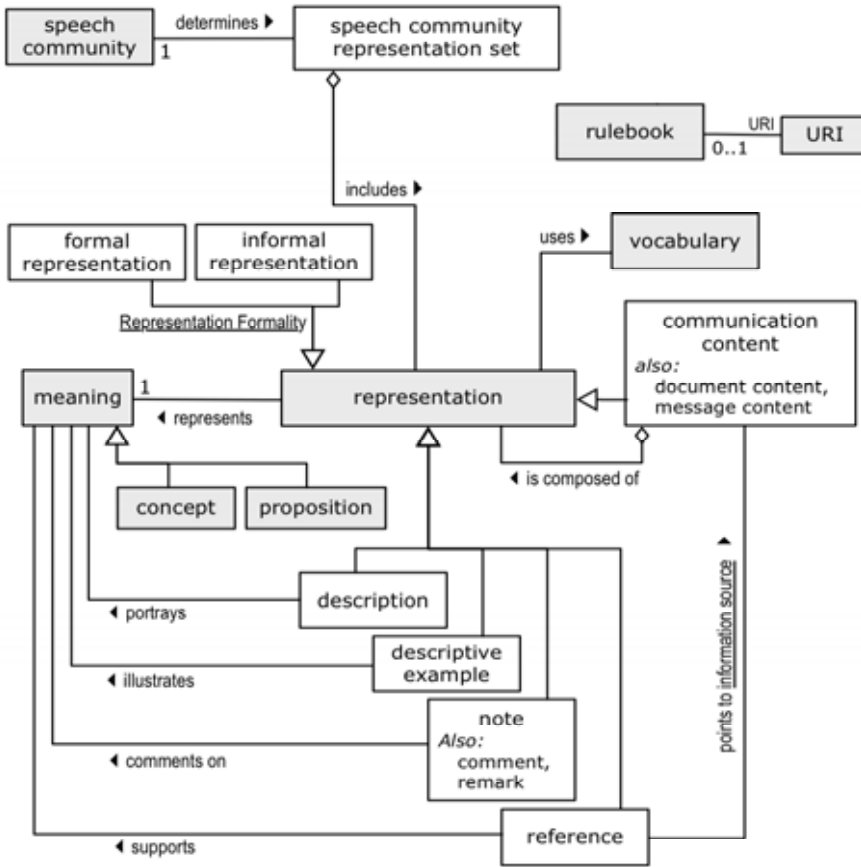 speech
community
1
determines ►
speech community
representation set
rulebook
0..1
URI
URI
includes ►
formal
representation
informal
representation
Representation Formality
uses ►
vocabulary
communication
content
also:
document content,
message content
meaning
1
◄ represents
representation
◄ is composed of
concept
proposition
description
◄ portrays
descriptive
example
◄ illustrates
note
Also:
comment,
remark
◄ comments on
points to information source ►
reference
◄ supports